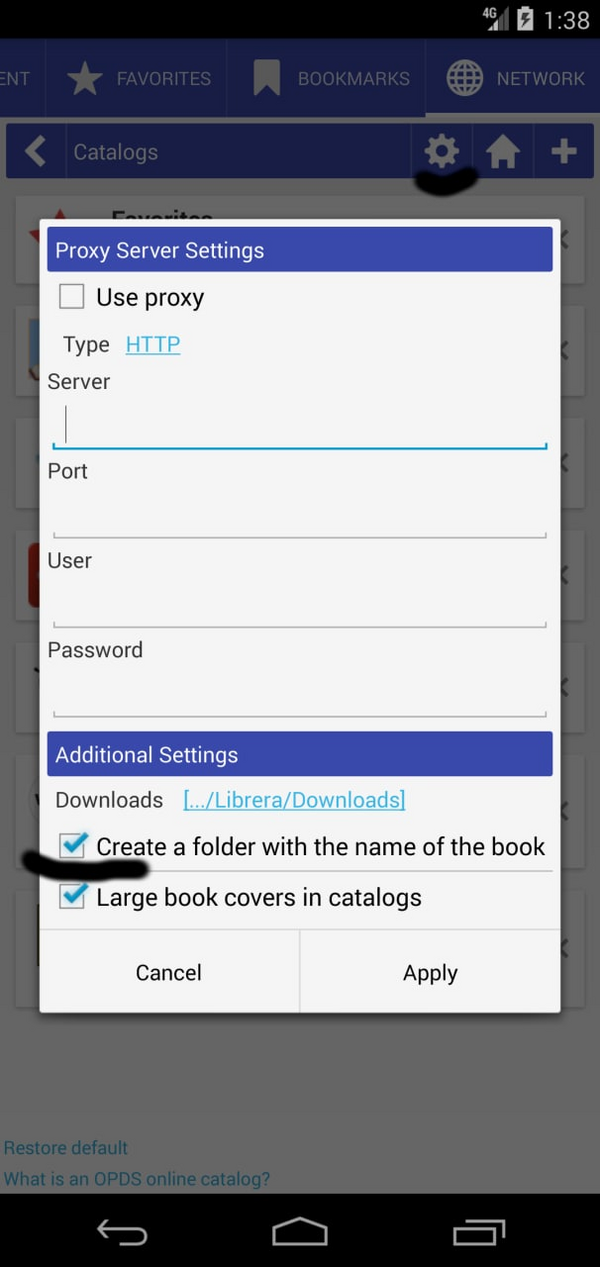 4G 1:38
ENT FAVORITES BOOKMARKS NETWORK
Catalogs
Favorites
Proxy Server Settings
Use proxy
Type HTTP
Server
Port
User
Password
Additional Settings
Downloads [.../Librera/Downloads]
Create a folder with the name of the book
Large book covers in catalogs
Cancel Apply
Restore default
What is an OPDS online catalog?